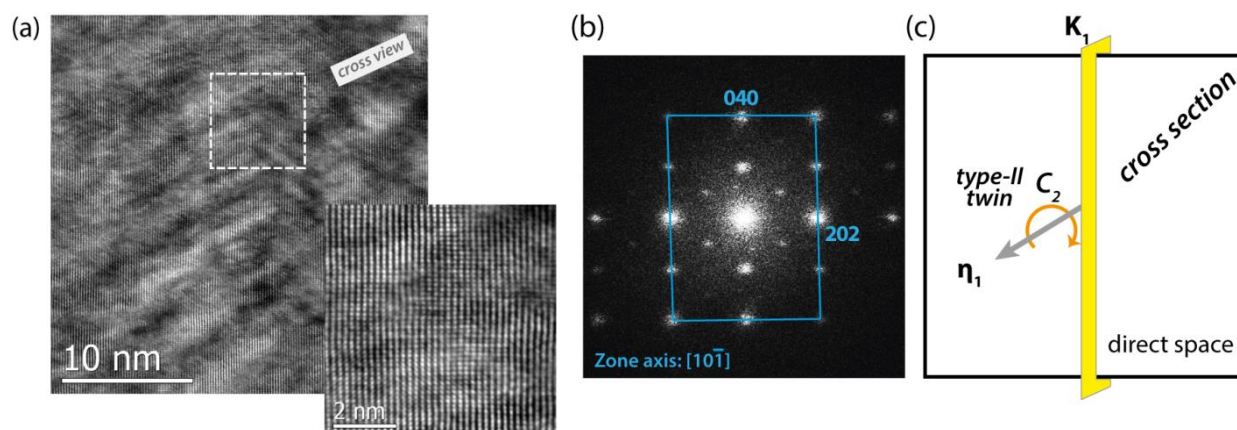 (a)
cross view
10 nm
2 nm
(b)
040
202
Zone axis: [101̄]
(c)
K₁
cross section
type-II
twin
C₂
η₁
direct space